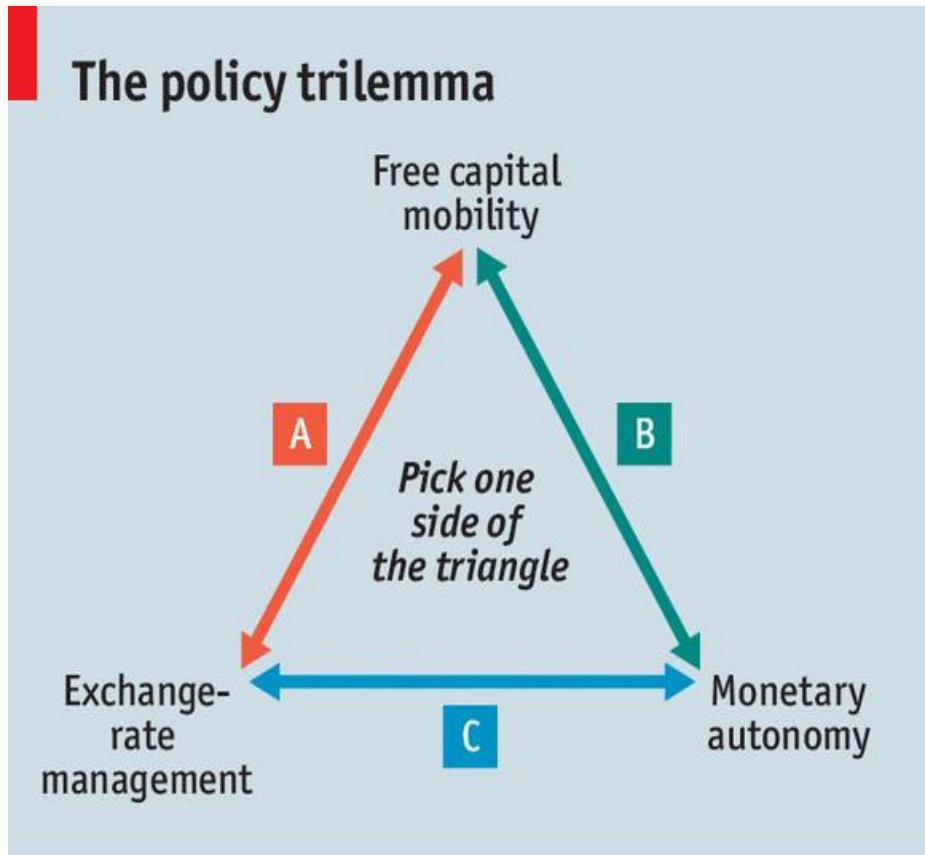 The policy trilemma
Free capital
mobility
A
B
Pick one
side of
the triangle
Exchange-
rate
management
C
Monetary
autonomy